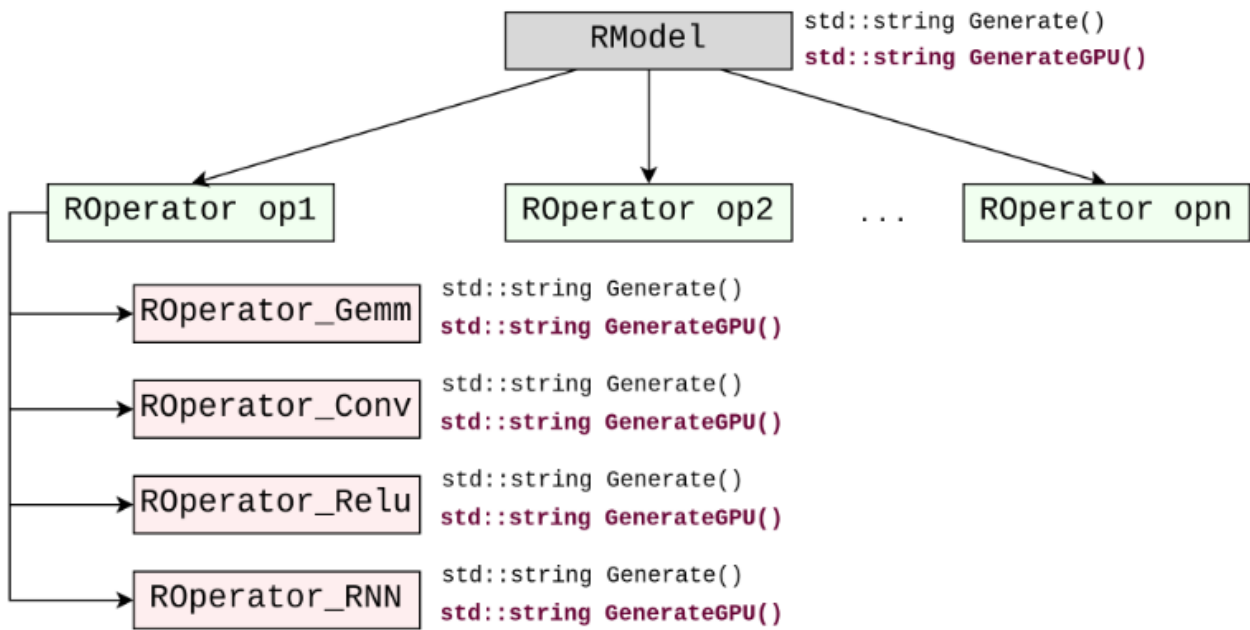 RModel
std::string Generate()
std::string GenerateGPU()
ROperator op1
ROperator op2
...
ROperator opn
ROperator_Gemm
std::string Generate()
std::string GenerateGPU()
ROperator_Conv
std::string Generate()
std::string GenerateGPU()
ROperator_Relu
std::string Generate()
std::string GenerateGPU()
ROperator_RNN
std::string Generate()
std::string GenerateGPU()